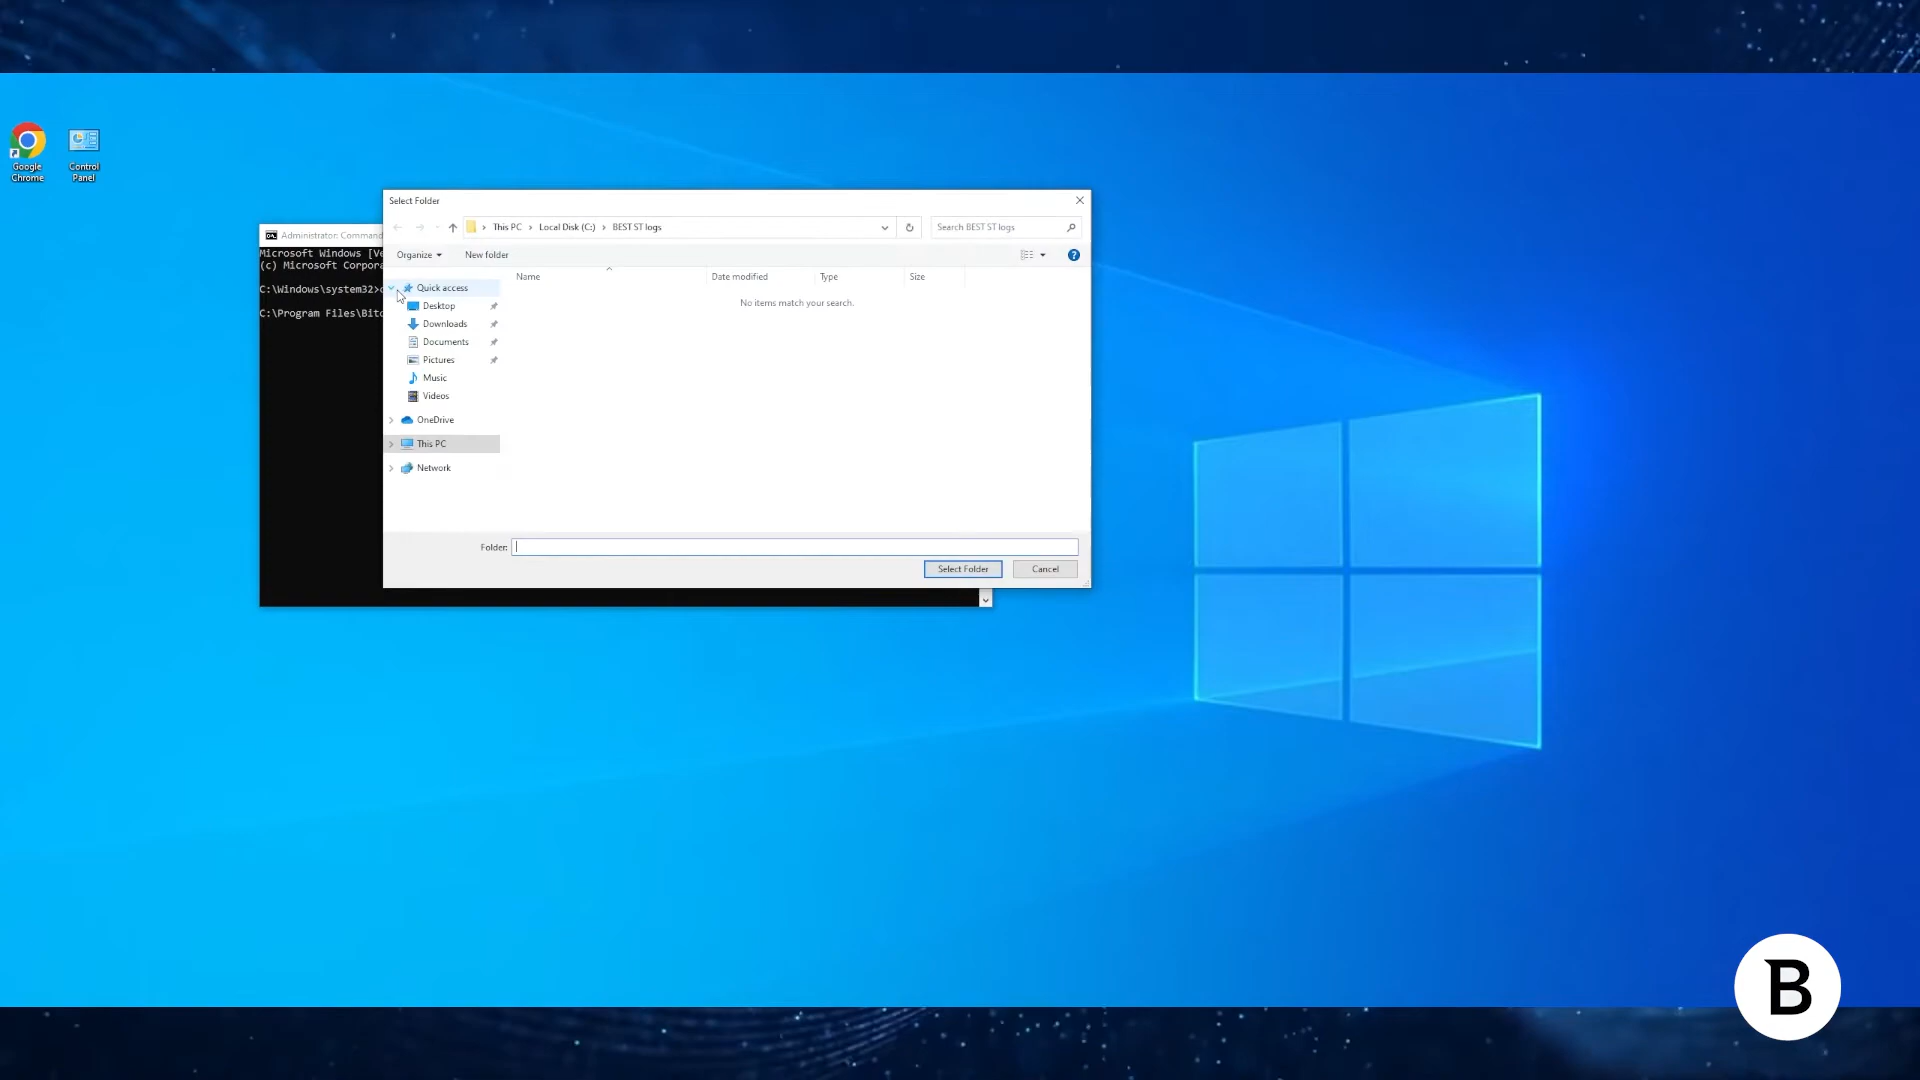 Google
Chrome
Control
Panel
Select Folder
This PC > Local Disk (C:) > BEST ST logs
Search BEST ST logs
Organize
New folder
?
Name
Date modified
Type
Size
No items match your search.
Quick access
Desktop
Downloads
Documents
Pictures
Music
Videos
OneDrive
This PC
Network
Folder:
Select Folder
Cancel
Administrator: Command
Microsoft Windows [Ve
(c) Microsoft Corpora
C:\Windows\system32>
C:\Program Files\Bit
B